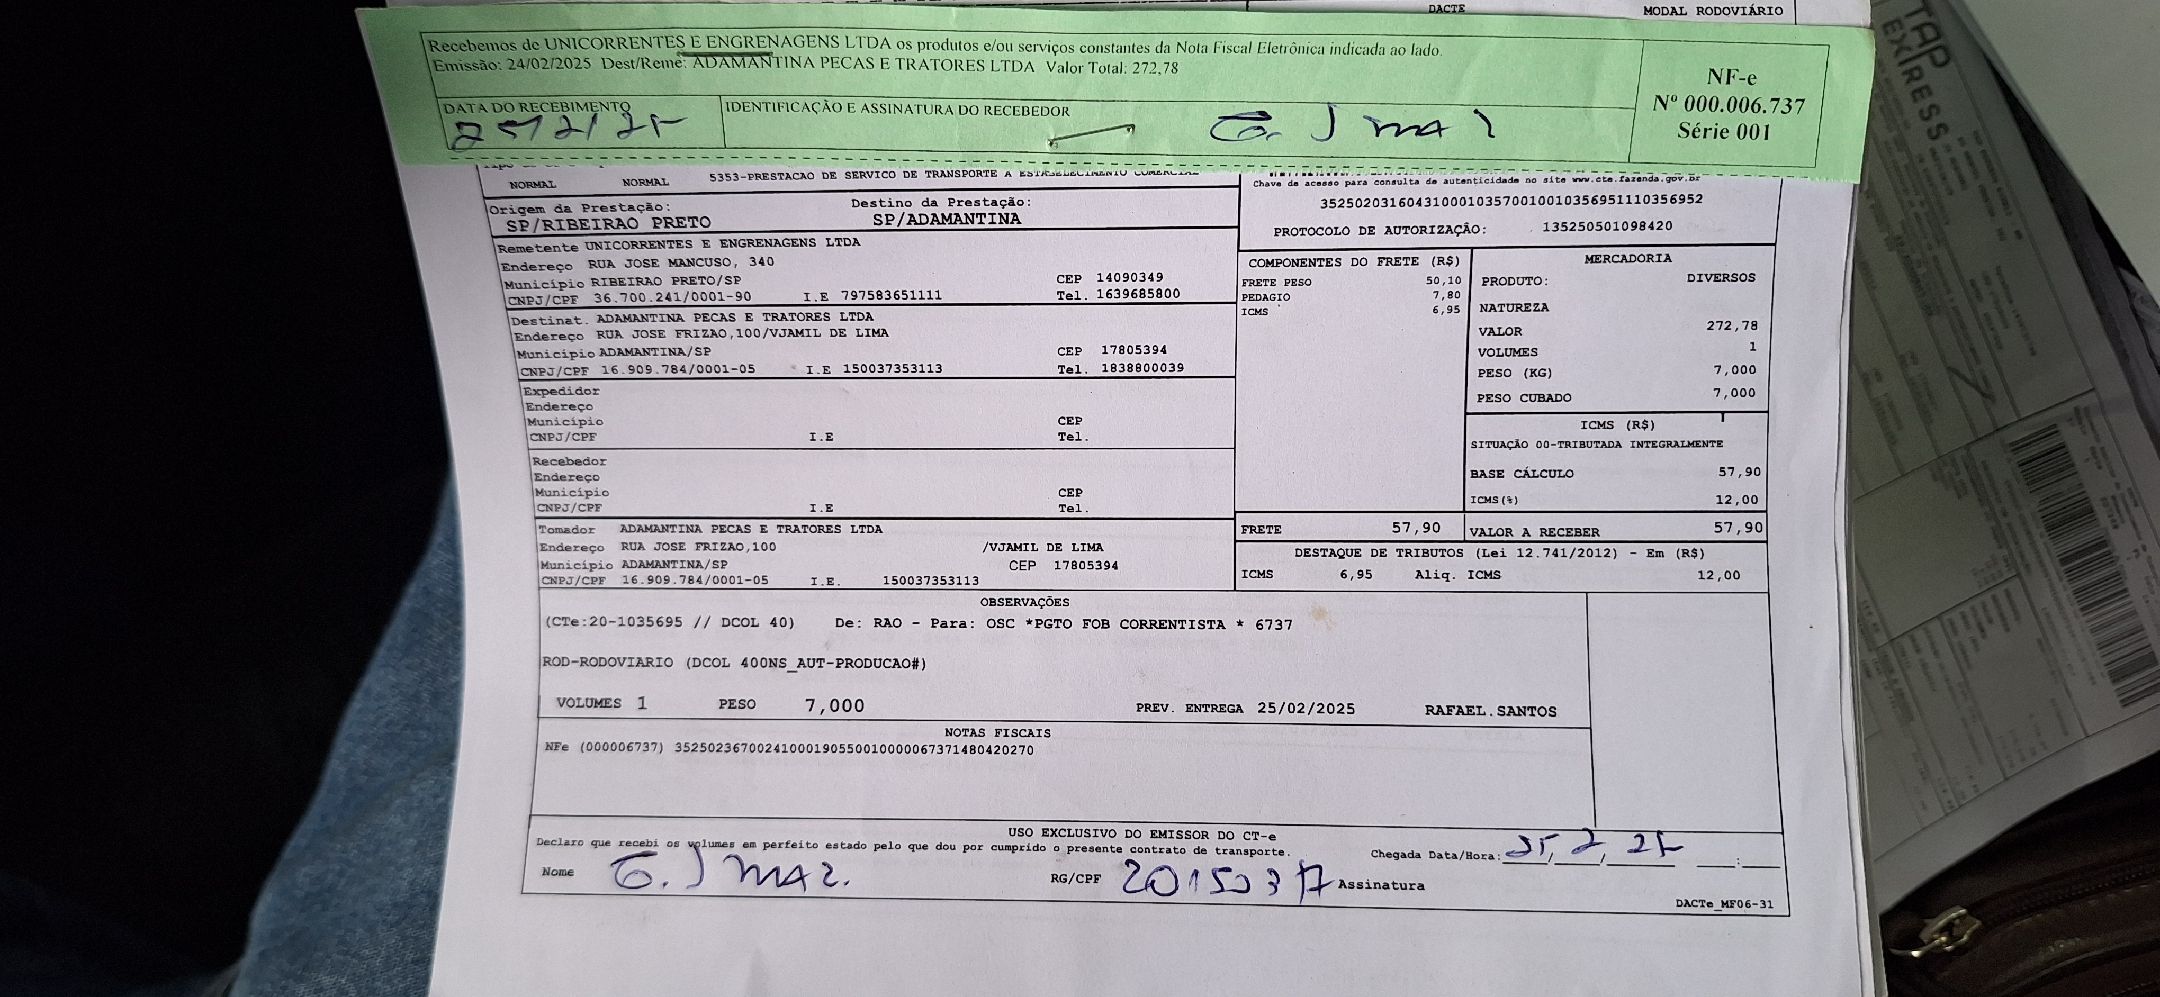 DACTE MODAL RODOVIÁRIO
Recebemos de UNICORRENTES E ENGRENAGENS LTDA os produtos e/ou serviços constantes da Nota Fiscal Eletrônica indicada ao lado.
Emissão: 24/02/2025 Dest/Reme: ADAMANTINA PECAS E TRATORES LTDA Valor Total: 272,78
DATA DO RECEBIMENTO
IDENTIFICAÇÃO E ASSINATURA DO RECEBEDOR
NF-e
Nº 000.006.737
Série 001
NORMAL NORMAL 5353-PRESTACAO DE SERVICO DE TRANSPORTE A ESTABELECIMENTO COMERCIAL
Chave de acesso para consulta de autenticidade no site www.cte.fazenda.gov.br
35250203160431000103570010010356951110356952
PROTOCOLO DE AUTORIZAÇÃO: 135250501098420
Origem da Prestação: Destino da Prestação:
SP/RIBEIRAO PRETO SP/ADAMANTINA
Remetente UNICORRENTES E ENGRENAGENS LTDA
Endereço RUA JOSE MANCUSO, 340
Município RIBEIRAO PRETO/SP CEP 14090349
CNPJ/CPF 36.700.241/0001-90 I.E 797583651111 Tel. 1639685800
Destinat. ADAMANTINA PECAS E TRATORES LTDA
Endereço RUA JOSE FRIZAO,100/VJAMIL DE LIMA
Município ADAMANTINA/SP CEP 17805394
CNPJ/CPF 16.909.784/0001-05 I.E 150037353113 Tel. 1838800039
Expedidor
Endereço
Município CEP
CNPJ/CPF I.E Tel.
Recebedor
Endereço
Município CEP
CNPJ/CPF I.E Tel.
Tomador ADAMANTINA PECAS E TRATORES LTDA
Endereço RUA JOSE FRIZAO,100 /VJAMIL DE LIMA
Município ADAMANTINA/SP CEP 17805394
CNPJ/CPF 16.909.784/0001-05 I.E. 150037353113
COMPONENTES DO FRETE (R$)
FRETE PESO 50,10
PEDAGIO 7,80
ICMS 6,95
MERCADORIA
PRODUTO: DIVERSOS
NATUREZA
VALOR 272,78
VOLUMES 1
PESO (KG) 7,000
PESO CUBADO 7,000
ICMS (R$)
SITUAÇÃO 00-TRIBUTADA INTEGRALMENTE
BASE CÁLCULO 57,90
ICMS(%) 12,00
FRETE 57,90 VALOR A RECEBER 57,90
DESTAQUE DE TRIBUTOS (Lei 12.741/2012) - Em (R$)
ICMS 6,95 Aliq. ICMS 12,00
OBSERVAÇÕES
(CTe:20-1035695 // DCOL 40) De: RAO - Para: OSC *PGTO FOB CORRENTISTA * 6737
ROD-RODOVIARIO (DCOL 400NS_AUT-PRODUCAO#)
VOLUMES 1 PESO 7,000 PREV. ENTREGA 25/02/2025 RAFAEL.SANTOS
NOTAS FISCAIS
NFe (000006737) 35250236700241000190550010000067371480420270
USO EXCLUSIVO DO EMISSOR DO CT-e
Declaro que recebi os volumes em perfeito estado pelo que dou por cumprido o presente contrato de transporte. Chegada Data/Hora:
Nome RG/CPF Assinatura
DACTe_MF06-31